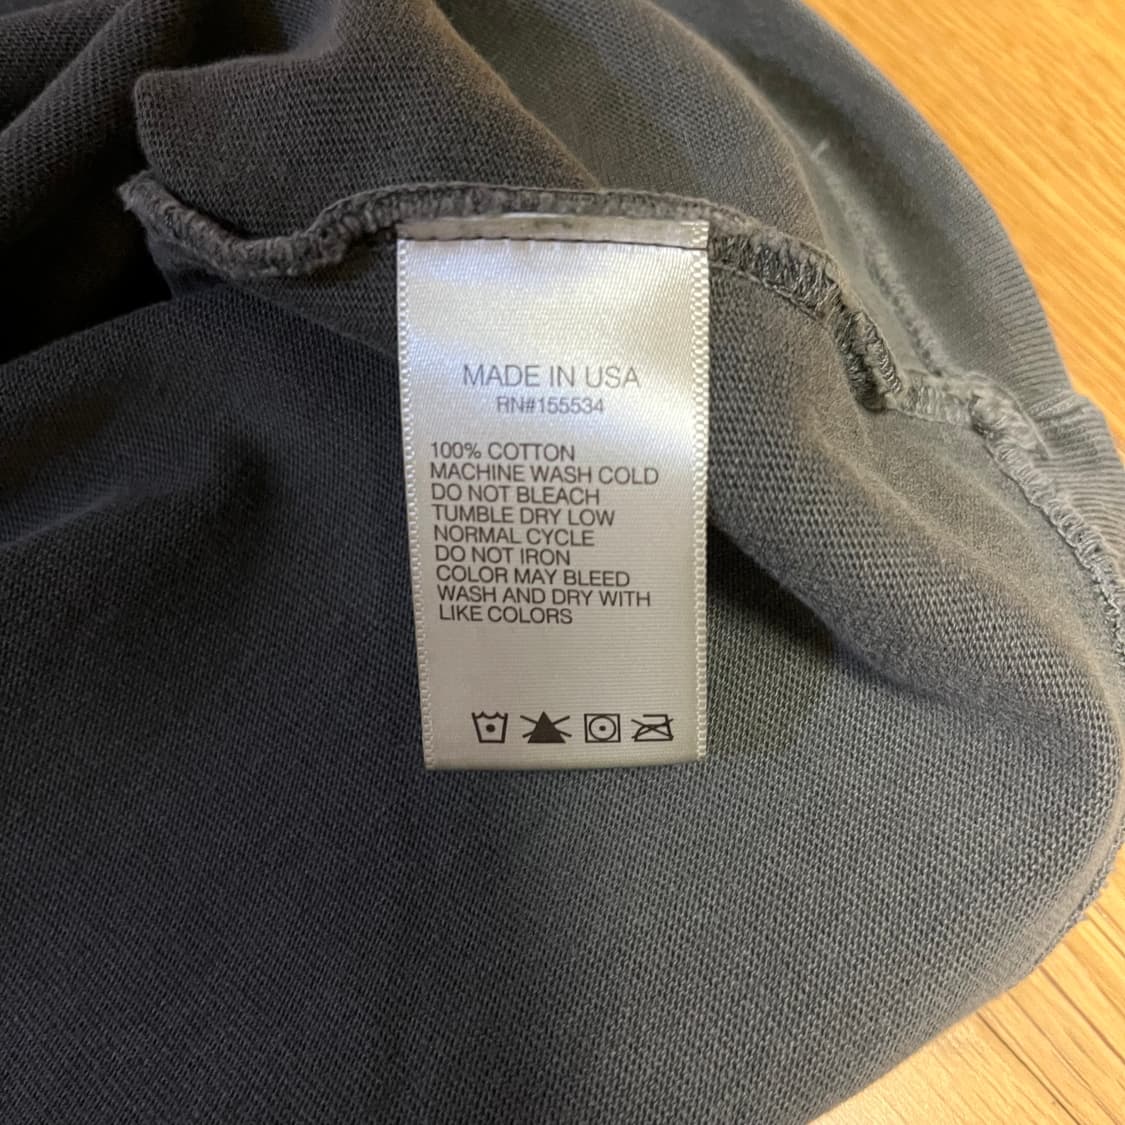 MADE IN USA
RN#155534
100% COTTON
MACHINE WASH COLD
DO NOT BLEACH
TUMBLE DRY LOW
NORMAL CYCLE
DO NOT IRON
COLOR MAY BLEED
WASH AND DRY WITH
LIKE COLORS